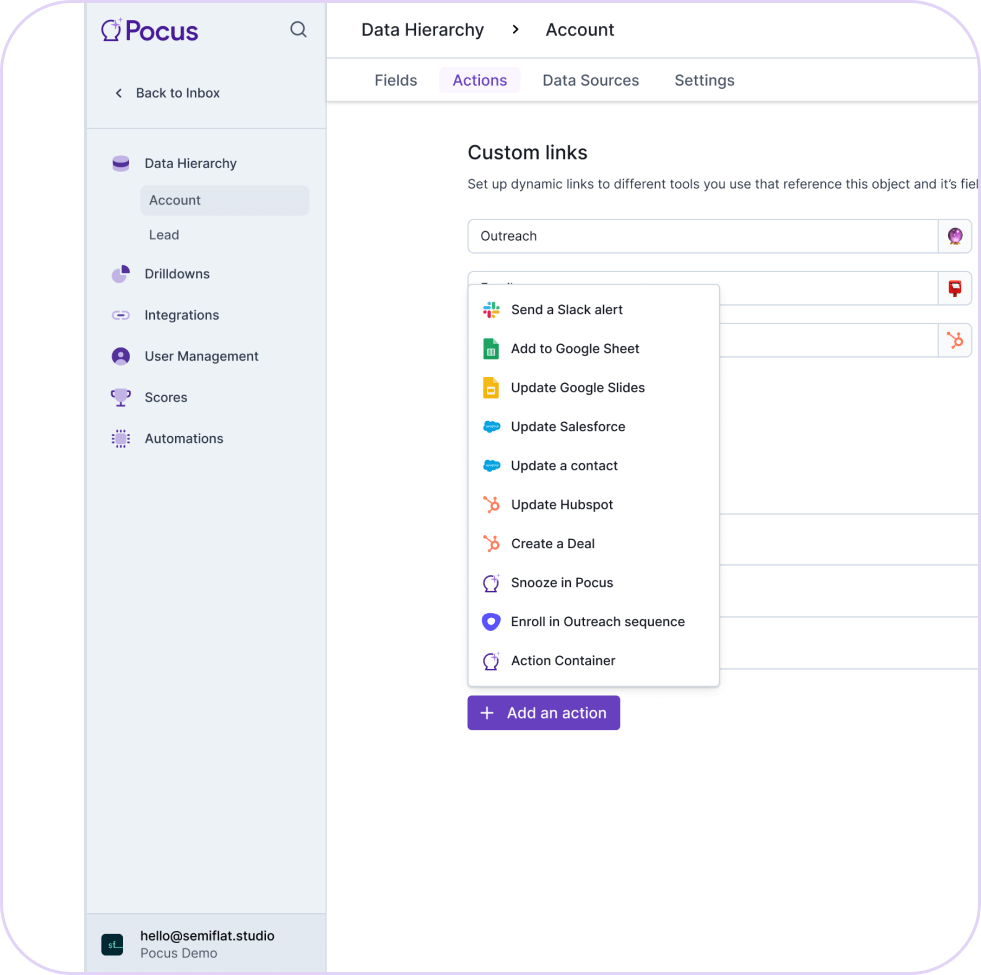 Pocus
Data Hierarchy > Account
Back to Inbox
Fields Actions Data Sources Settings
Data Hierarchy
Account
Lead
Drilldowns
Integrations
User Management
Scores
Automations
Custom links
Set up dynamic links to different tools you use that reference this object and it's
Outreach
Send a Slack alert
Add to Google Sheet
Update Google Slides
Update Salesforce
Update a contact
Update Hubspot
Create a Deal
Snooze in Pocus
Enroll in Outreach sequence
Action Container
+ Add an action
hello@semiflat.studio
Pocus Demo